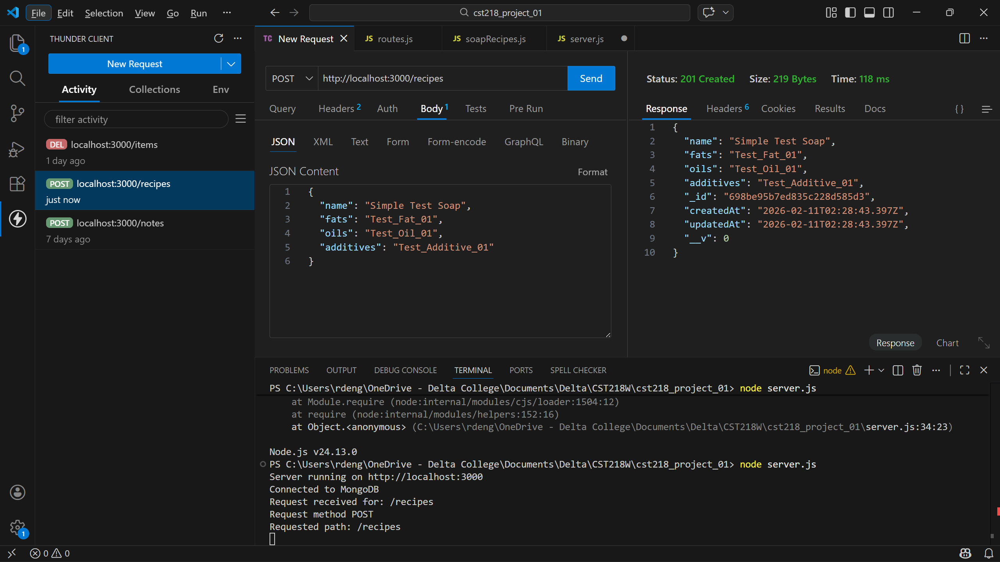 File Edit Selection View Go Run ···
cst218_project_01
THUNDER CLIENT
New Request
Activity Collections Env
filter activity
DEL localhost:3000/items
1 day ago
POST localhost:3000/recipes
just now
POST localhost:3000/notes
7 days ago
TC New Request
JS routes.js
JS soapRecipes.js
JS server.js
POST http://localhost:3000/recipes Send
Query Headers 2 Auth Body 1 Tests Pre Run
JSON XML Text Form Form-encode GraphQL Binary
JSON Content Format
1 {
2 "name": "Simple Test Soap",
3 "fats": "Test_Fat_01",
4 "oils": "Test_Oil_01",
5 "additives": "Test_Additive_01"
6 }
Status: 201 Created Size: 219 Bytes Time: 118 ms
Response Headers 6 Cookies Results Docs { }
1 {
2 "name": "Simple Test Soap",
3 "fats": "Test_Fat_01",
4 "oils": "Test_Oil_01",
5 "additives": "Test_Additive_01",
6 "_id": "698be95b7ed835c228d585d3",
7 "createdAt": "2026-02-11T02:28:43.397Z",
8 "updatedAt": "2026-02-11T02:28:43.397Z",
9 "__v": 0
10 }
Response Chart
PROBLEMS OUTPUT DEBUG CONSOLE TERMINAL PORTS SPELL CHECKER
node
PS C:\Users\rdeng\OneDrive - Delta College\Documents\Delta\CST218W\cst218_project_01> node server.js
at Module.require (node:internal/modules/cjs/loader:1504:12)
at require (node:internal/modules/helpers:152:16)
at Object.<anonymous> (C:\Users\rdeng\OneDrive - Delta College\Documents\Delta\CST218W\cst218_project_01\server.js:34:23)
Node.js v24.13.0
PS C:\Users\rdeng\OneDrive - Delta College\Documents\Delta\CST218W\cst218_project_01> node server.js
Server running on http://localhost:3000
Connected to MongoDB
Request received for: /recipes
Request method POST
Requested path: /recipes
1
1
0 0